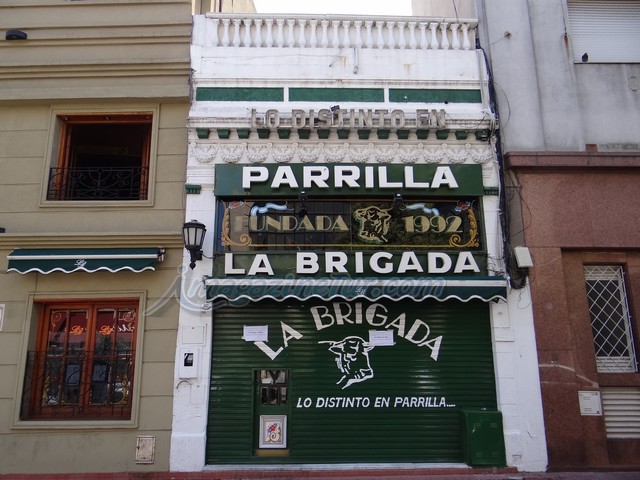 LO DISTINTO EN
PARRILLA
FUNDADA 1992
LA BRIGADA
LA BRIGADA
LO DISTINTO EN PARRILLA....